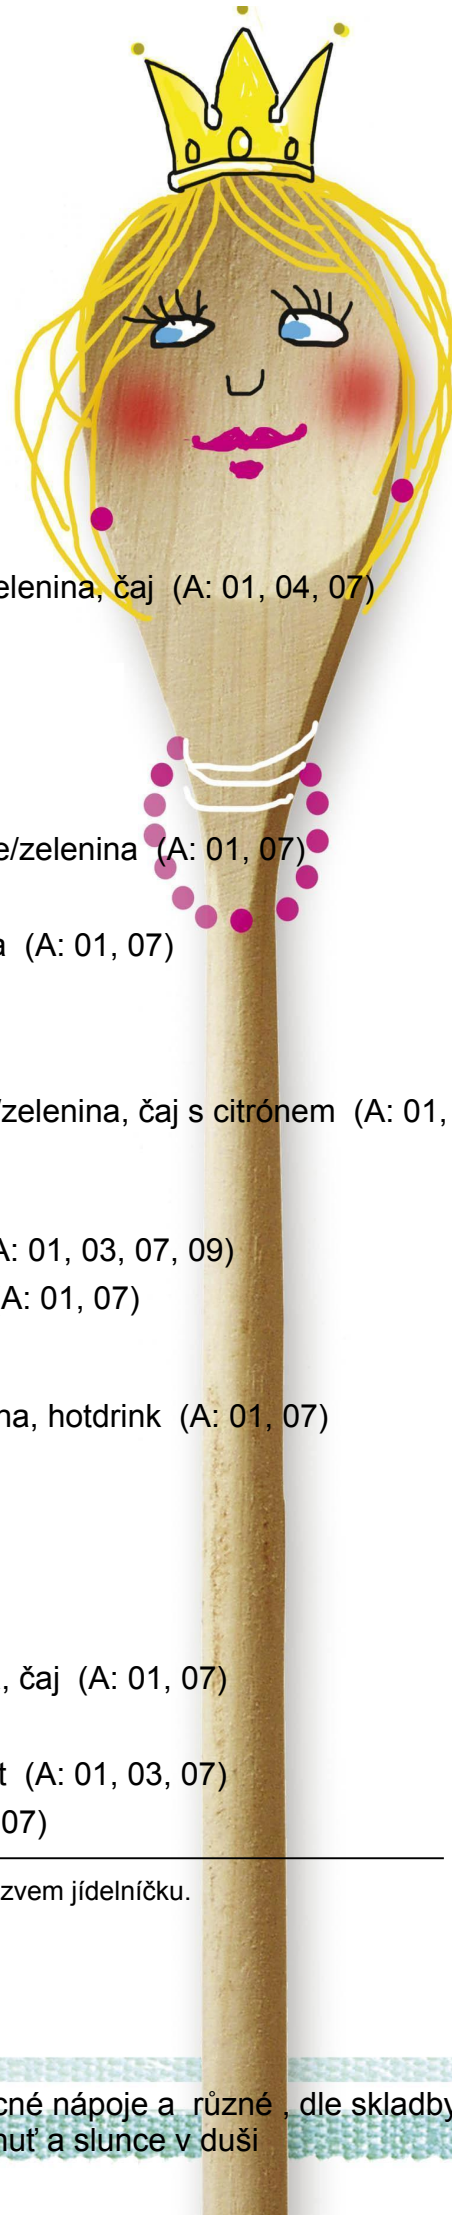 elenina, čaj (A: 01, 04, 07)
e/zelenina (A: 01, 07)
a (A: 01, 07)
/zelenina, čaj s citrónem (A: 01,
A: 01, 03, 07, 09)
A: 01, 07)
na, hotdrink (A: 01, 07)
, čaj (A: 01, 07)
t (A: 01, 03, 07)
07)
zvem jídelníčku.
cné nápoje a různé , dle skladby
huť a slunce v duši